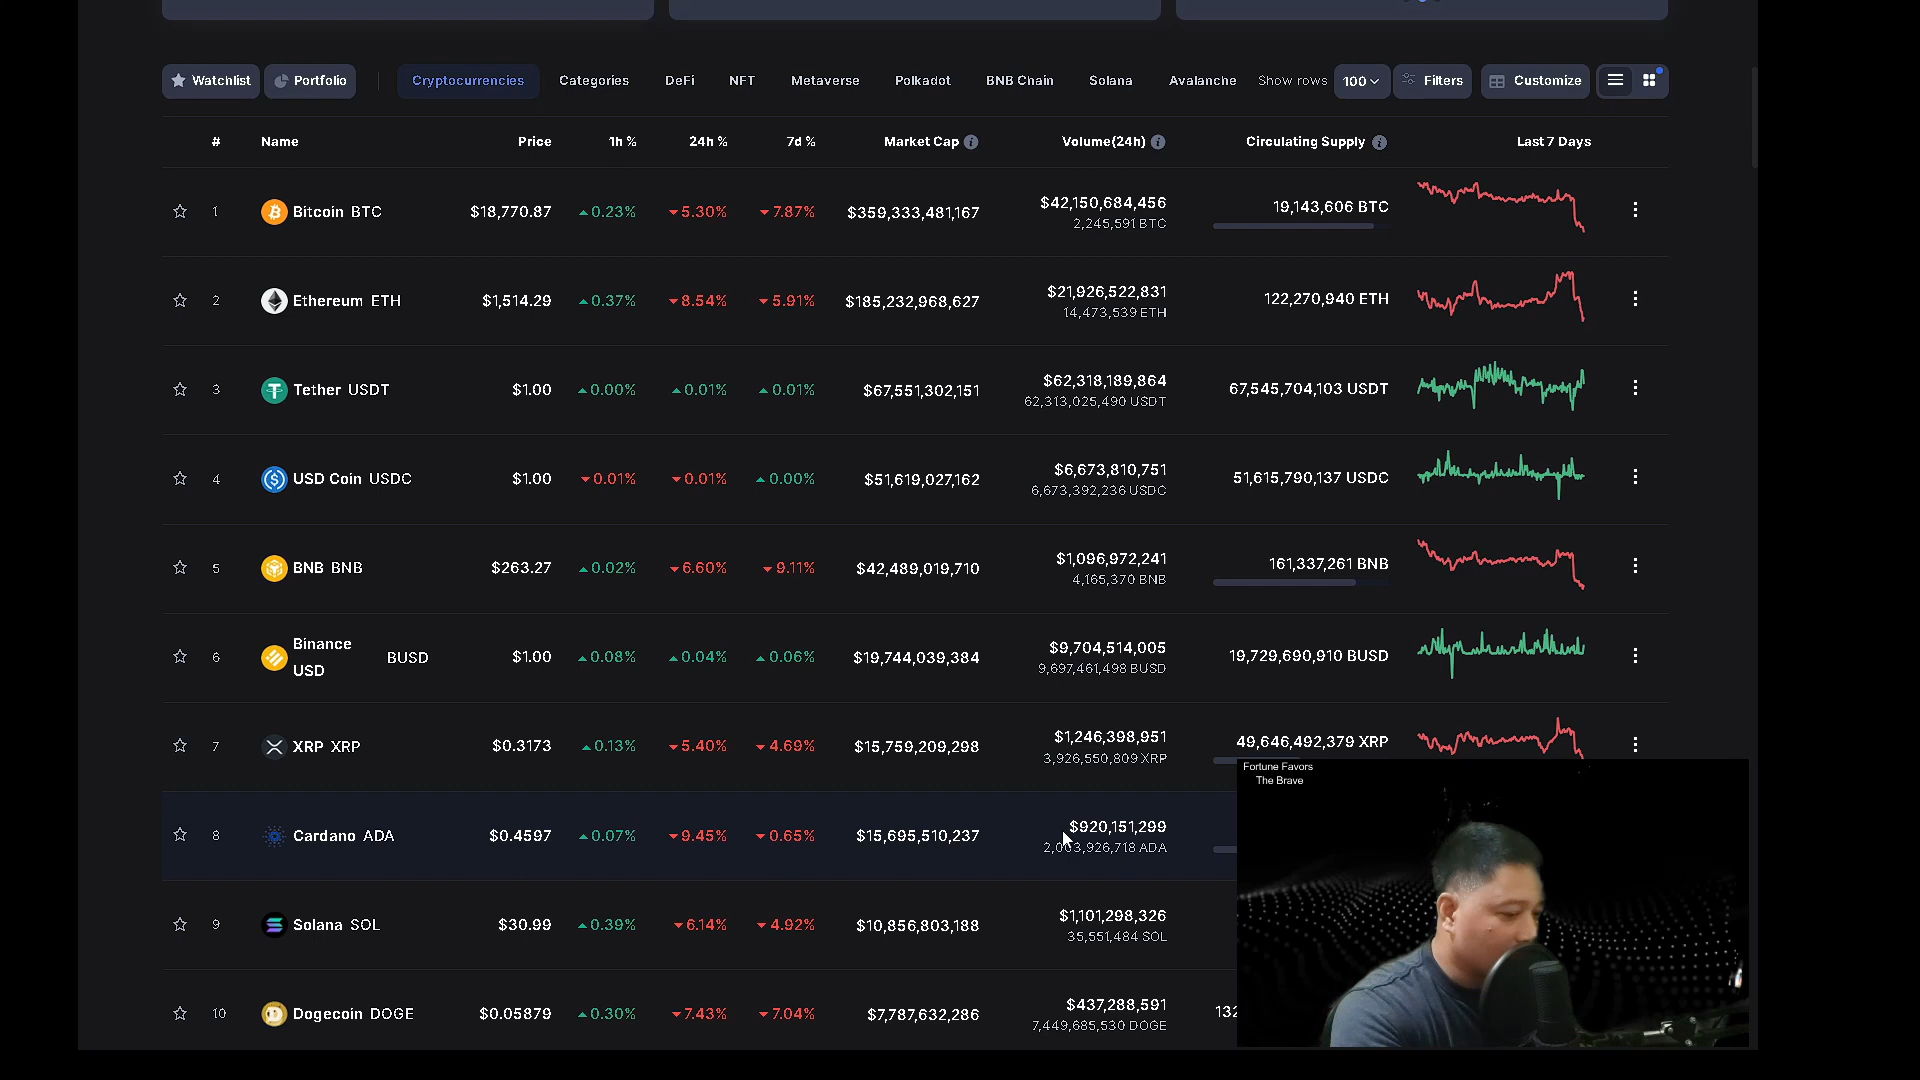 Watchlist Portfolio Cryptocurrencies Categories DeFi NFT Metaverse Polkadot BNB Chain Solana Avalanche Show rows 100 Filters Customize
# Name Price 1h % 24h % 7d % Market Cap Volume(24h) Circulating Supply Last 7 Days
1 Bitcoin BTC $18,770.87 0.23% 5.30% 7.87% $359,333,481,167 $42,150,684,456 19,143,606 BTC
2,245,591 BTC
2 Ethereum ETH $1,514.29 0.37% 8.54% 5.91% $185,232,968,627 $21,926,522,831 122,270,940 ETH
14,473,539 ETH
3 Tether USDT $1.00 0.00% 0.01% 0.01% $67,551,302,151 $62,318,189,864 67,545,704,103 USDT
62,313,025,490 USDT
4 USD Coin USDC $1.00 0.01% 0.01% 0.00% $51,619,027,162 $6,673,810,751 51,615,790,137 USDC
6,673,392,236 USDC
5 BNB BNB $263.27 0.02% 6.60% 9.11% $42,489,019,710 $1,096,972,241 161,337,261 BNB
4,165,370 BNB
6 Binance USD BUSD $1.00 0.08% 0.04% 0.06% $19,744,039,384 $9,704,514,005 19,729,690,910 BUSD
9,697,461,498 BUSD
7 XRP XRP $0.3173 0.13% 5.40% 4.69% $15,759,209,298 $1,246,398,951 49,646,492,379 XRP
3,926,550,809 XRP
Fortune Favors
The Brave
8 Cardano ADA $0.4597 0.07% 9.45% 0.65% $15,695,510,237 $920,151,299
ADA
9 Solana SOL $30.99 0.39% 6.14% 4.92% $10,856,803,188 $1,101,298,326
35,551,484 SOL
10 Dogecoin DOGE $0.05879 0.30% 7.43% 7.04% $7,787,632,286 $437,288,591 132
7,449,685,530 DOGE